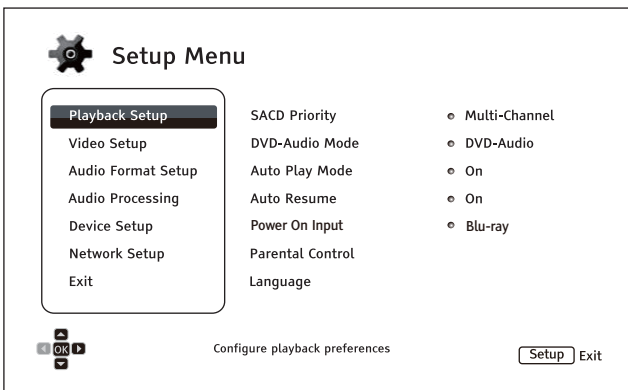 Setup Menu
Playback Setup
Video Setup
Audio Format Setup
Audio Processing
Device Setup
Network Setup
Exit
SACD Priority
DVD-Audio Mode
Auto Play Mode
Auto Resume
Power On Input
Parental Control
Language
Multi-Channel
DVD-Audio
On
On
Blu-ray
OK
Configure playback preferences
Setup Exit